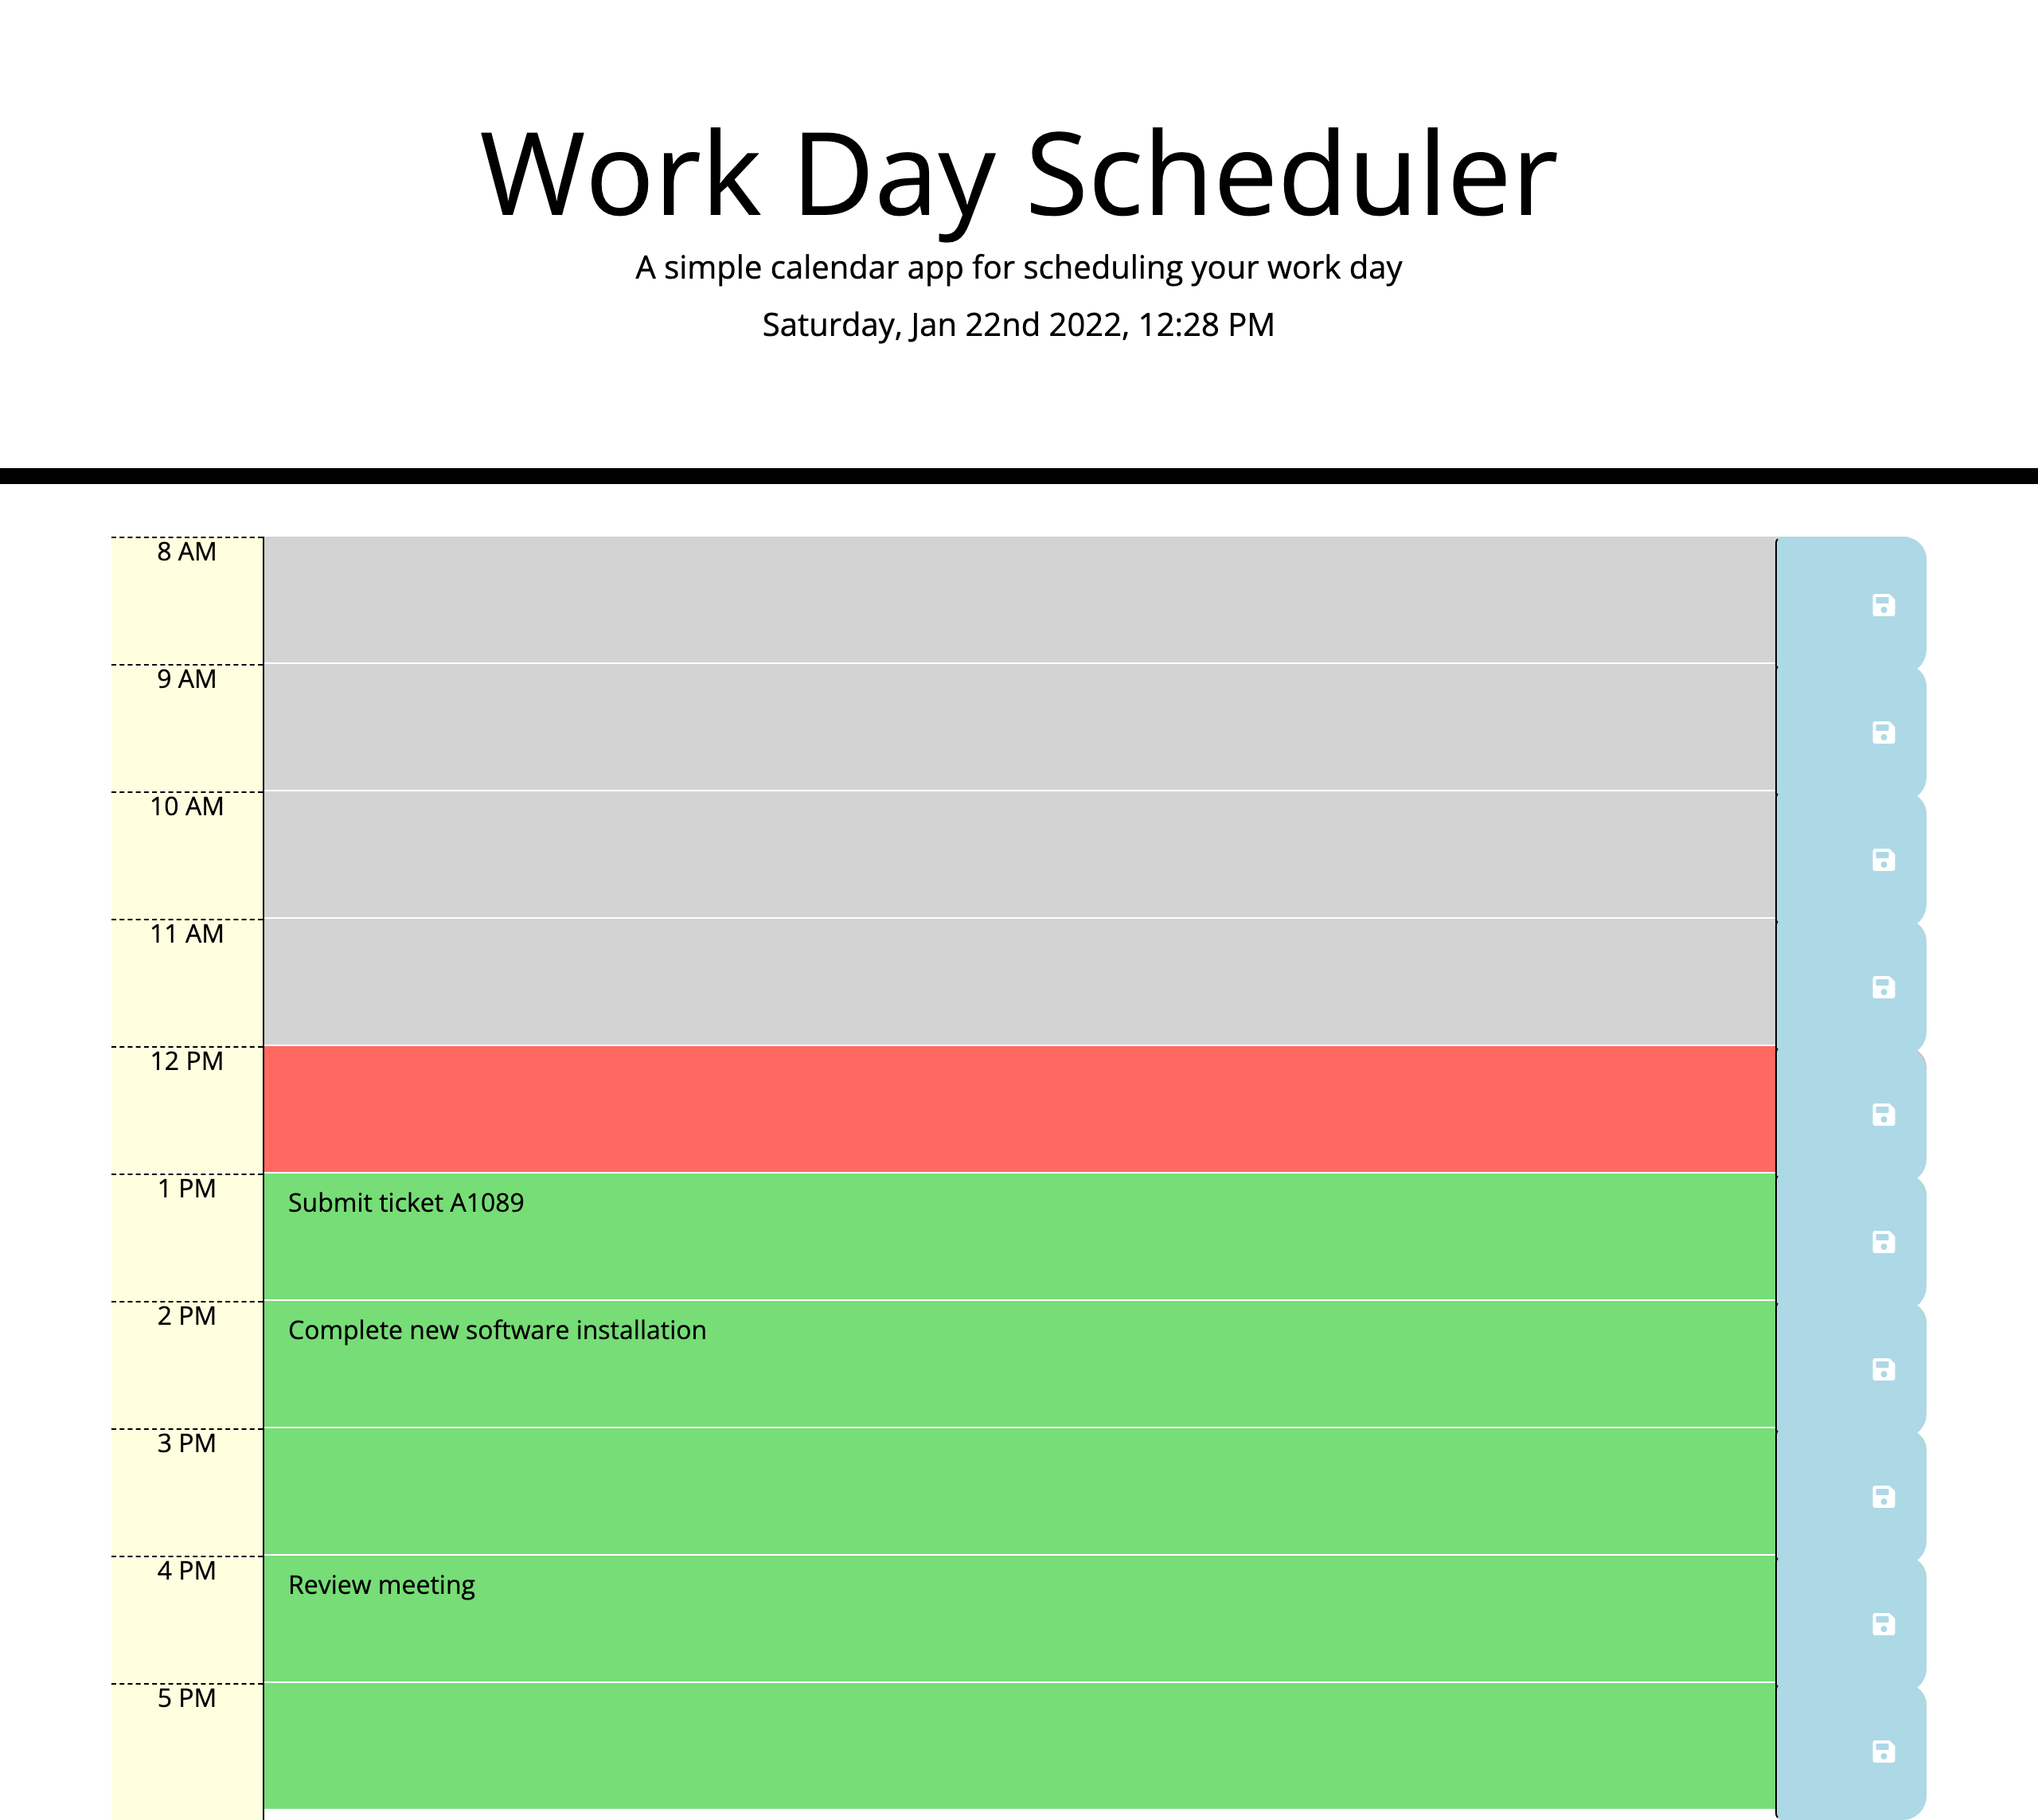 Work Day Scheduler
A simple calendar app for scheduling your work day
Saturday, Jan 22nd 2022, 12:28 PM
8 AM
9 AM
10 AM
11 AM
12 PM
1 PM
Submit ticket A1089
2 PM
Complete new software installation
3 PM
4 PM
Review meeting
5 PM